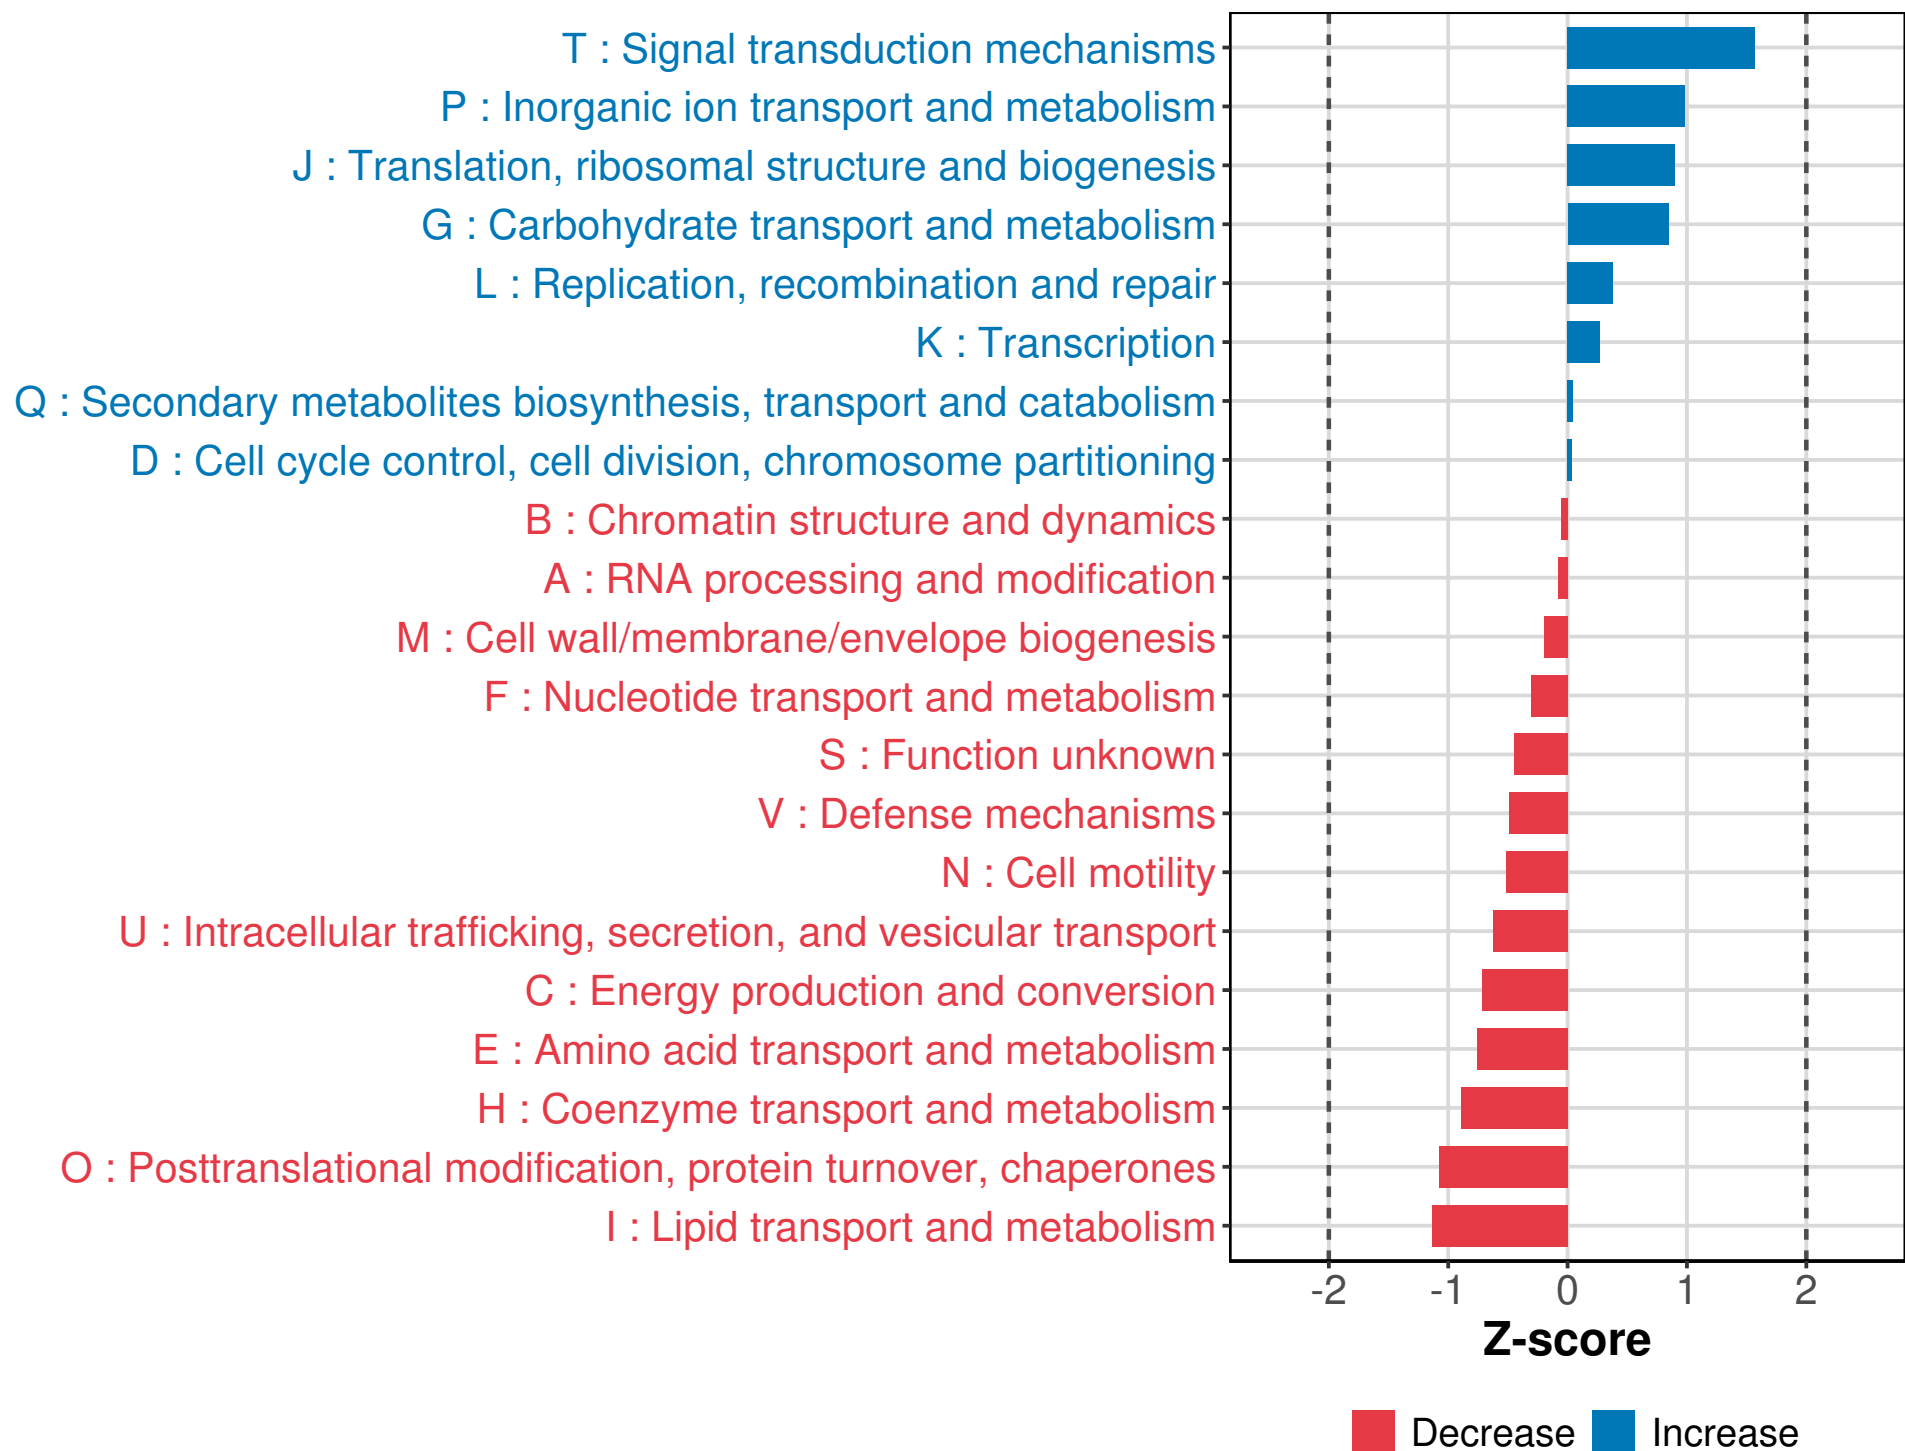 T : Signal transduction mechanisms
P : Inorganic ion transport and metabolism
J : Translation, ribosomal structure and biogenesis
G : Carbohydrate transport and metabolism
L : Replication, recombination and repair
K : Transcription
Q : Secondary metabolites biosynthesis, transport and catabolism
D : Cell cycle control, cell division, chromosome partitioning
B : Chromatin structure and dynamics
A : RNA processing and modification
M : Cell wall/membrane/envelope biogenesis
F : Nucleotide transport and metabolism
S : Function unknown
V : Defense mechanisms
N : Cell motility
U : Intracellular trafficking, secretion, and vesicular transport
C : Energy production and conversion
E : Amino acid transport and metabolism
H : Coenzyme transport and metabolism
O : Posttranslational modification, protein turnover, chaperones
I : Lipid transport and metabolism
-2 -1 0 1 2
Z-score
Decrease Increase